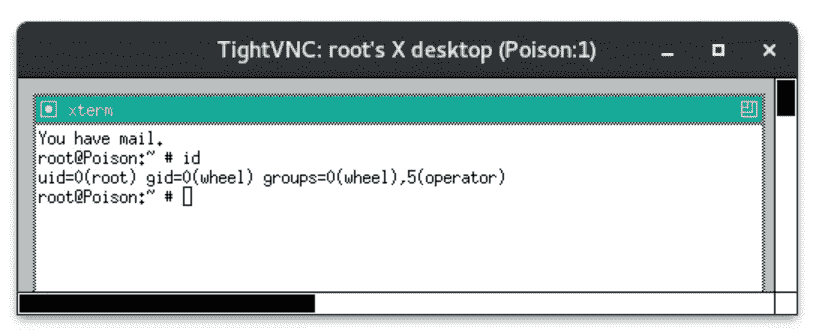 TightVNC: root's X desktop (Poison:1)
xterm
You have mail.
root@Poison:~ # id
uid=0(root) gid=0(wheel) groups=0(wheel),5(operator)
root@Poison:~ #